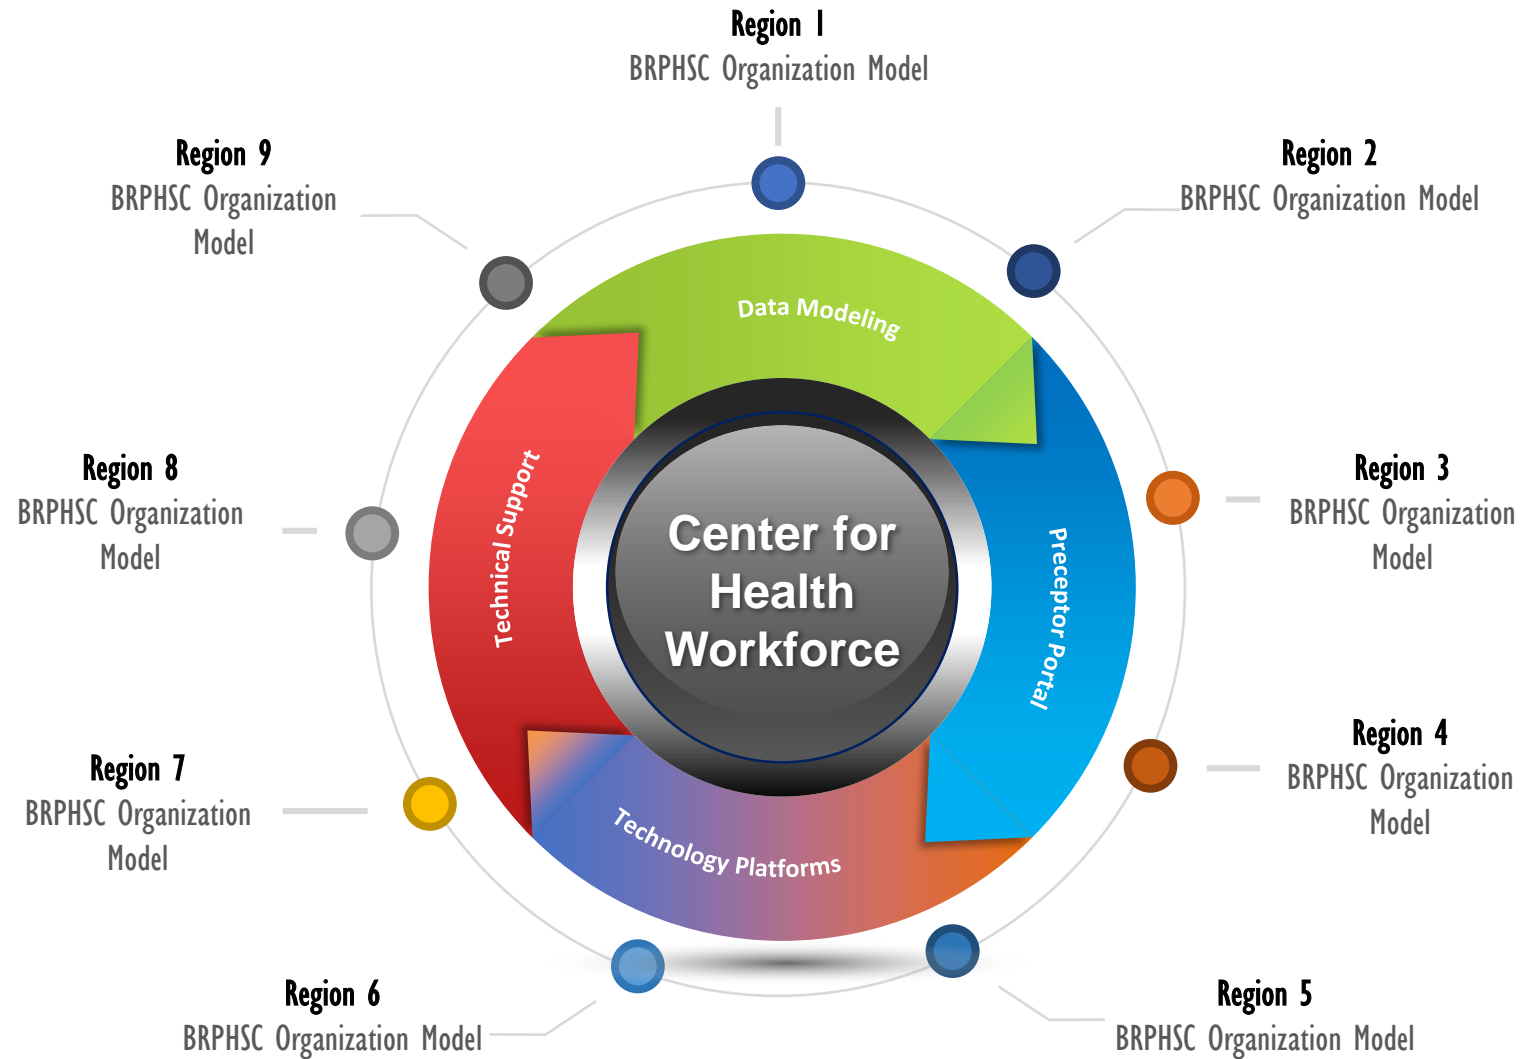 Region 1
BRPHSC Organization Model
Region 2
BRPHSC Organization Model
Region 3
BRPHSC Organization
Model
Region 4
BRPHSC Organization
Model
Region 5
BRPHSC Organization Model
Region 6
BRPHSC Organization Model
Region 7
BRPHSC Organization
Model
Region 8
BRPHSC Organization
Model
Region 9
BRPHSC Organization
Model
Data Modeling
Preceptor Portal
Technology Platforms
Technical Support
Center for
Health
Workforce